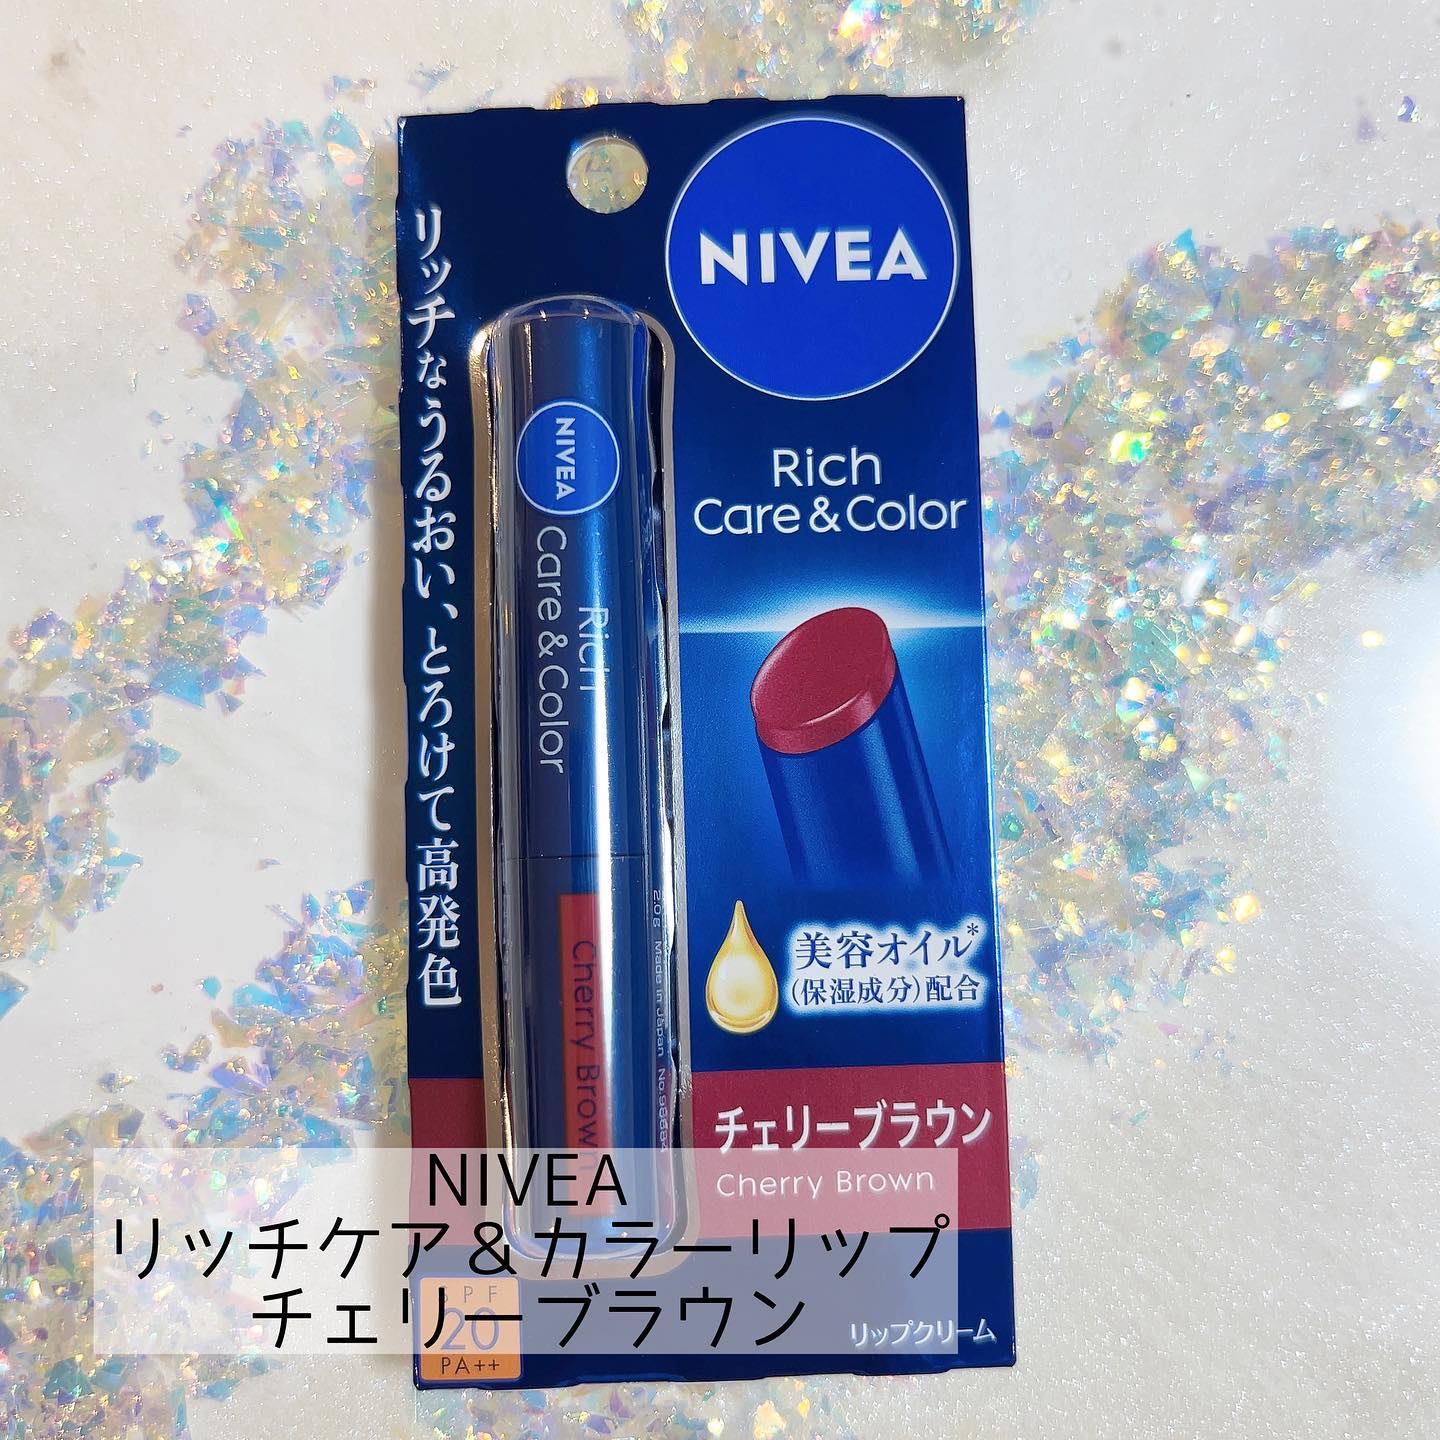 NIVEA
Rich
Care & Color
リッチなうるおい、とろけて高発色
NIVEA
Rich
Care & Color
Cherry Brown
2.0g Made in Japan
美容オイル*
(保湿成分)配合
チェリーブラウン
Cherry Brown
リップクリーム
SPF
20
PA++
NIVEA
リッチケア＆カラーリップ
チェリーブラウン